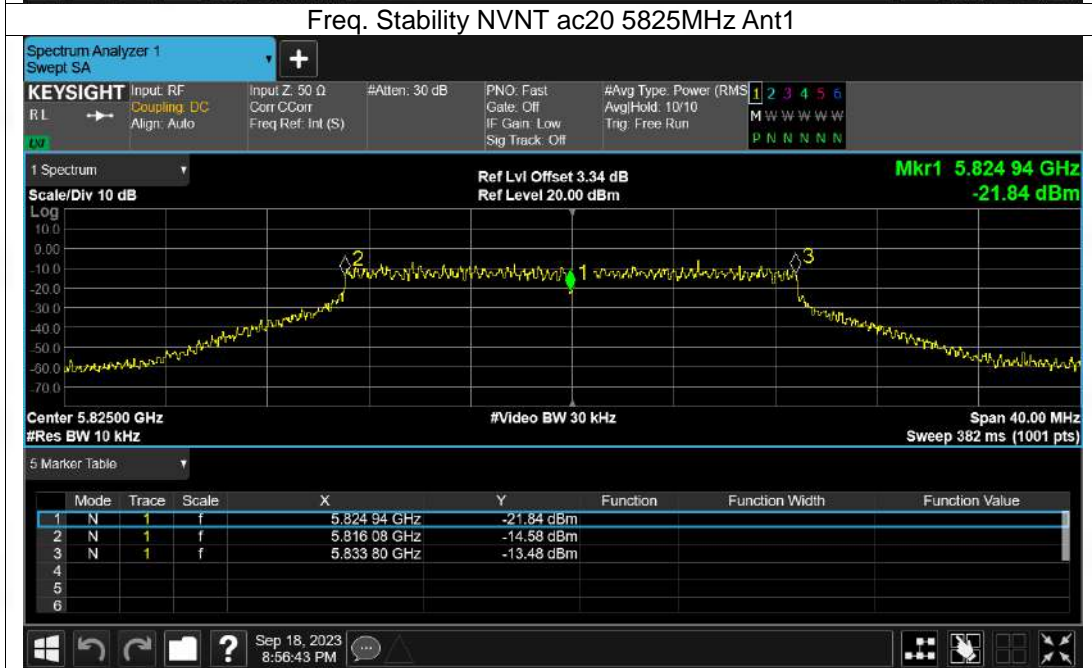 Freq. Stability NVNT ac20 5825MHz Ant1
Spectrum Analyzer 1
Swept SA
+
KEYSIGHT Input: RF Input Z: 50 Ω #Atten: 30 dB PNO: Fast #Avg Type: Power (RMS 1 2 3 4 5 6
RL Coupling: DC Corr CCorr Gate: Off Avg|Hold: 10/10 M W W W W W
Align: Auto Freq Ref: Int (S) IF Gain: Low Trig: Free Run
LXI Sig Track: Off P N N N N N
1 Spectrum Ref Lvl Offset 3.34 dB Mkr1 5.824 94 GHz
Scale/Div 10 dB Ref Level 20.00 dBm -21.84 dBm
Log
10.0
0.00
-10.0
-20.0
-30.0
-40.0
-50.0
-60.0
-70.0
2 1 3
Center 5.82500 GHz #Video BW 30 kHz Span 40.00 MHz
#Res BW 10 kHz Sweep 382 ms (1001 pts)
5 Marker Table
Mode Trace Scale X Y Function Function Width Function Value
1 N 1 f 5.824 94 GHz -21.84 dBm
2 N 1 f 5.816 08 GHz -14.58 dBm
3 N 1 f 5.833 80 GHz -13.48 dBm
4
5
6
? Sep 18, 2023
8:56:43 PM